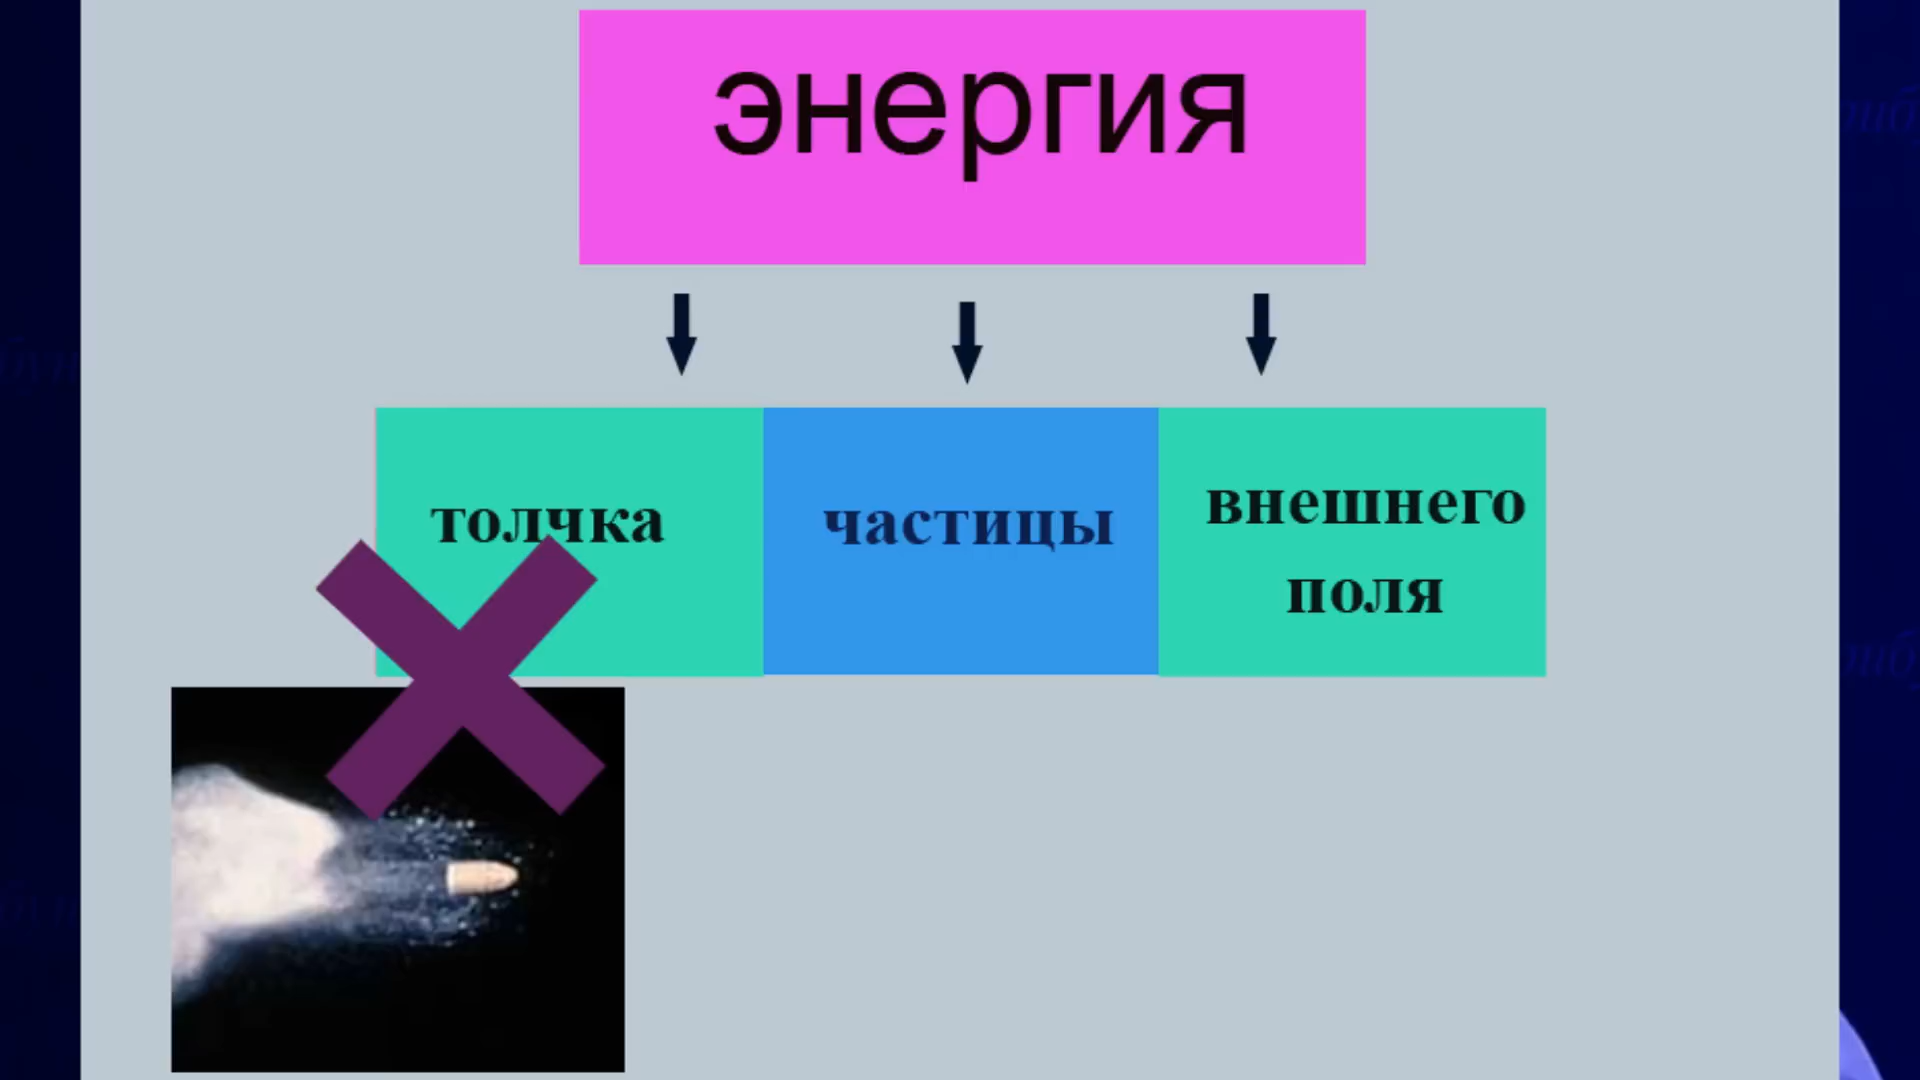 энергия
толчка
частицы
внешнего
поля